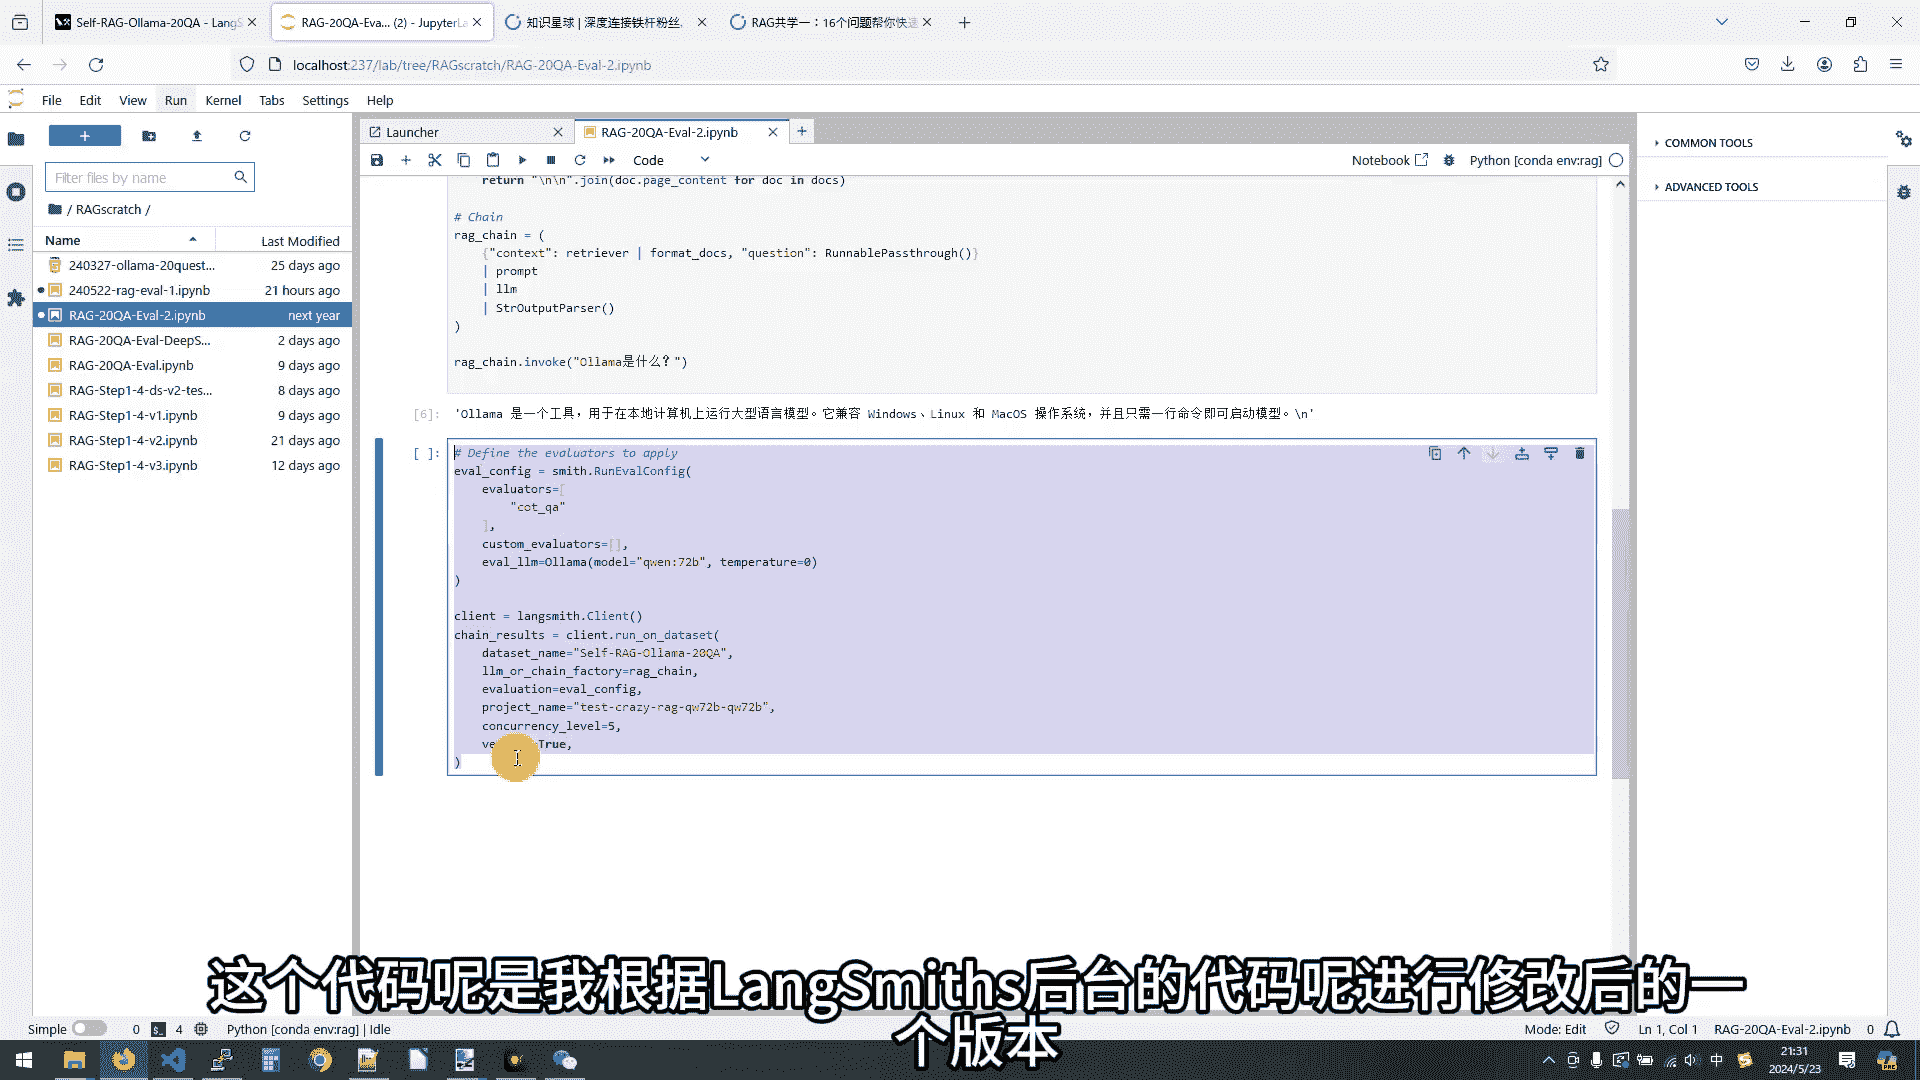 Self-RAG-Ollama-20QA - LangS
RAG-20QA-Eva... (2) - JupyterLa
知识星球 | 深度连接铁杆粉丝
RAG共学一：16个问题帮你快速
localhost:237/lab/tree/RAGscratch/RAG-20QA-Eval-2.ipynb
File Edit View Run Kernel Tabs Settings Help
Launcher
RAG-20QA-Eval-2.ipynb
COMMON TOOLS
ADVANCED TOOLS
Code
Notebook
Python [conda env:rag]
Filter files by name
/ RAGscratch /
Name Last Modified
240327-ollama-20quest... 25 days ago
240522-rag-eval-1.ipynb 21 hours ago
RAG-20QA-Eval-2.ipynb next year
RAG-20QA-Eval-DeepS... 2 days ago
RAG-20QA-Eval.ipynb 9 days ago
RAG-Step1-4-ds-v2-tes... 8 days ago
RAG-Step1-4-v1.ipynb 9 days ago
RAG-Step1-4-v2.ipynb 21 days ago
RAG-Step1-4-v3.ipynb 12 days ago
return "\n\n".join(doc.page_content for doc in docs)
# Chain
rag_chain = (
{"context": retriever | format_docs, "question": RunnablePassthrough()}
| prompt
| llm
| StrOutputParser()
)
rag_chain.invoke("Ollama是什么？")
[6]: 'Ollama 是一个工具，用于在本地计算机上运行大型语言模型。它兼容 Windows、Linux 和 MacOS 操作系统，并且只需一行命令即可启动模型。\n'
[ ]: # Define the evaluators to apply
eval_config = smith.RunEvalConfig(
evaluators=[
"cot_qa"
],
custom_evaluators=[],
eval_llm=Ollama(model="qwen:72b", temperature=0)
)
client = langsmith.Client()
chain_results = client.run_on_dataset(
dataset_name="Self-RAG-Ollama-20QA",
llm_or_chain_factory=rag_chain,
evaluation=eval_config,
project_name="test-crazy-rag-qw72b-qw72b",
concurrency_level=5,
ve True,
)
这个代码呢是我根据LangSmiths后台的代码呢进行修改后的一
个版本
Simple 0 4 Python [conda env:rag] | Idle
Mode: Edit Ln 1, Col 1 RAG-20QA-Eval-2.ipynb 0
中
21:31
2024/5/23